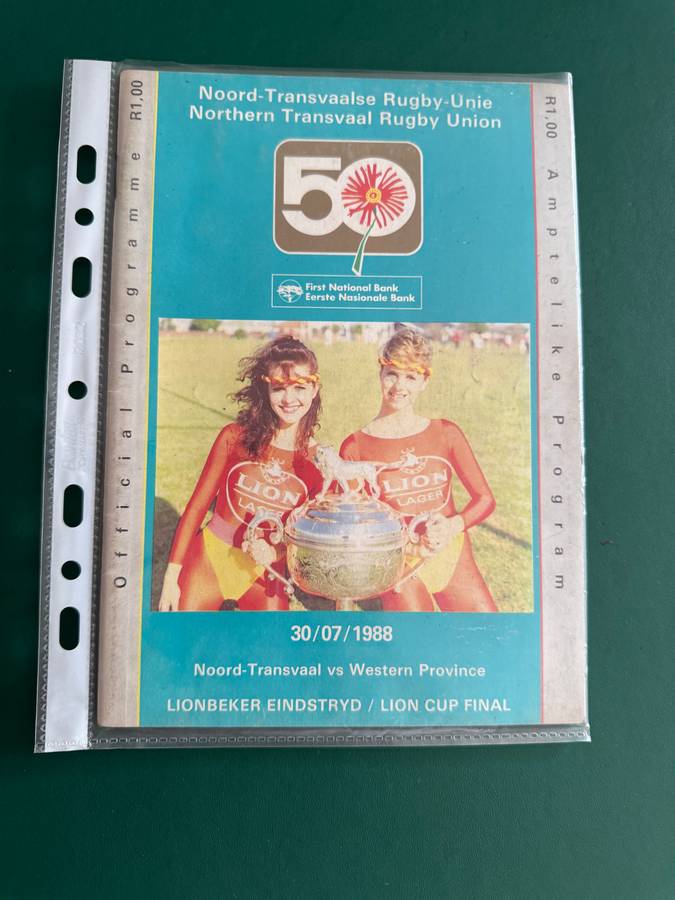 Noord-Transvaalse Rugby-Unie
Northern Transvaal Rugby Union
50
First National Bank
Eerste Nasionale Bank
Official Programme R1,00
R1,00 Amptelike Program
LION
LAGER
LION
LAGER
30/07/1988
Noord-Transvaal vs Western Province
LIONBEKER EINDSTRYD / LION CUP FINAL